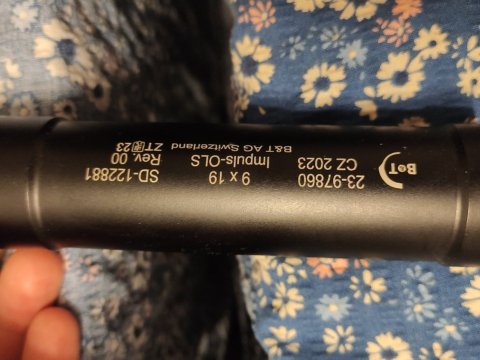 B&T
23-97860
CZ 2023
9 x 19
Impuls-OLS
B&T AG Switzerland
SD-122881
Rev. 00
ZT 23